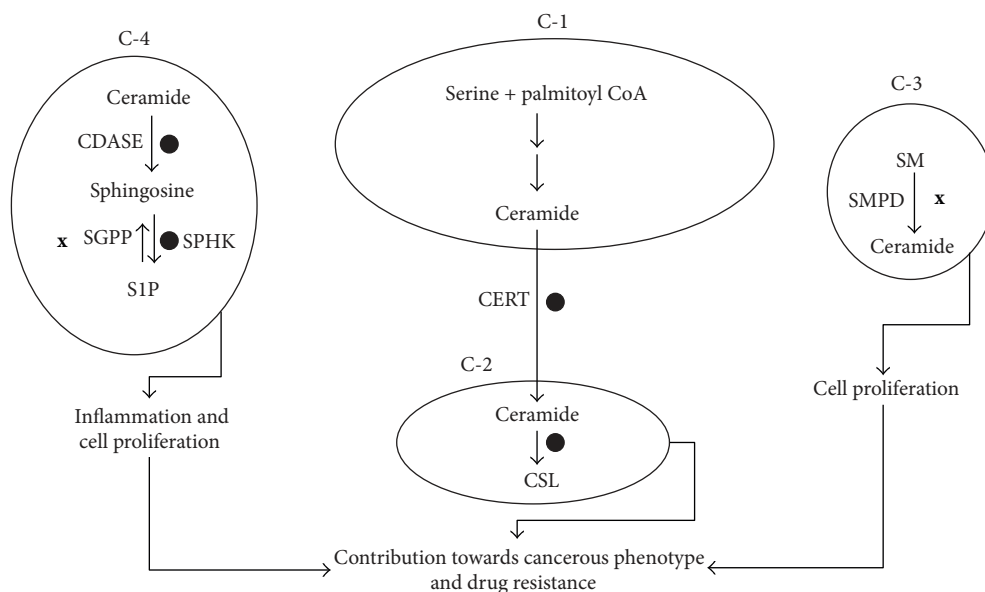 C-4
Ceramide
CDASE
Sphingosine
x
SGPP
SPHK
S1P
Inflammation and
cell proliferation
C-1
Serine + palmitoyl CoA
Ceramide
CERT
C-2
Ceramide
CSL
C-3
SM
SMPD
x
Ceramide
Cell proliferation
Contribution towards cancerous phenotype
and drug resistance